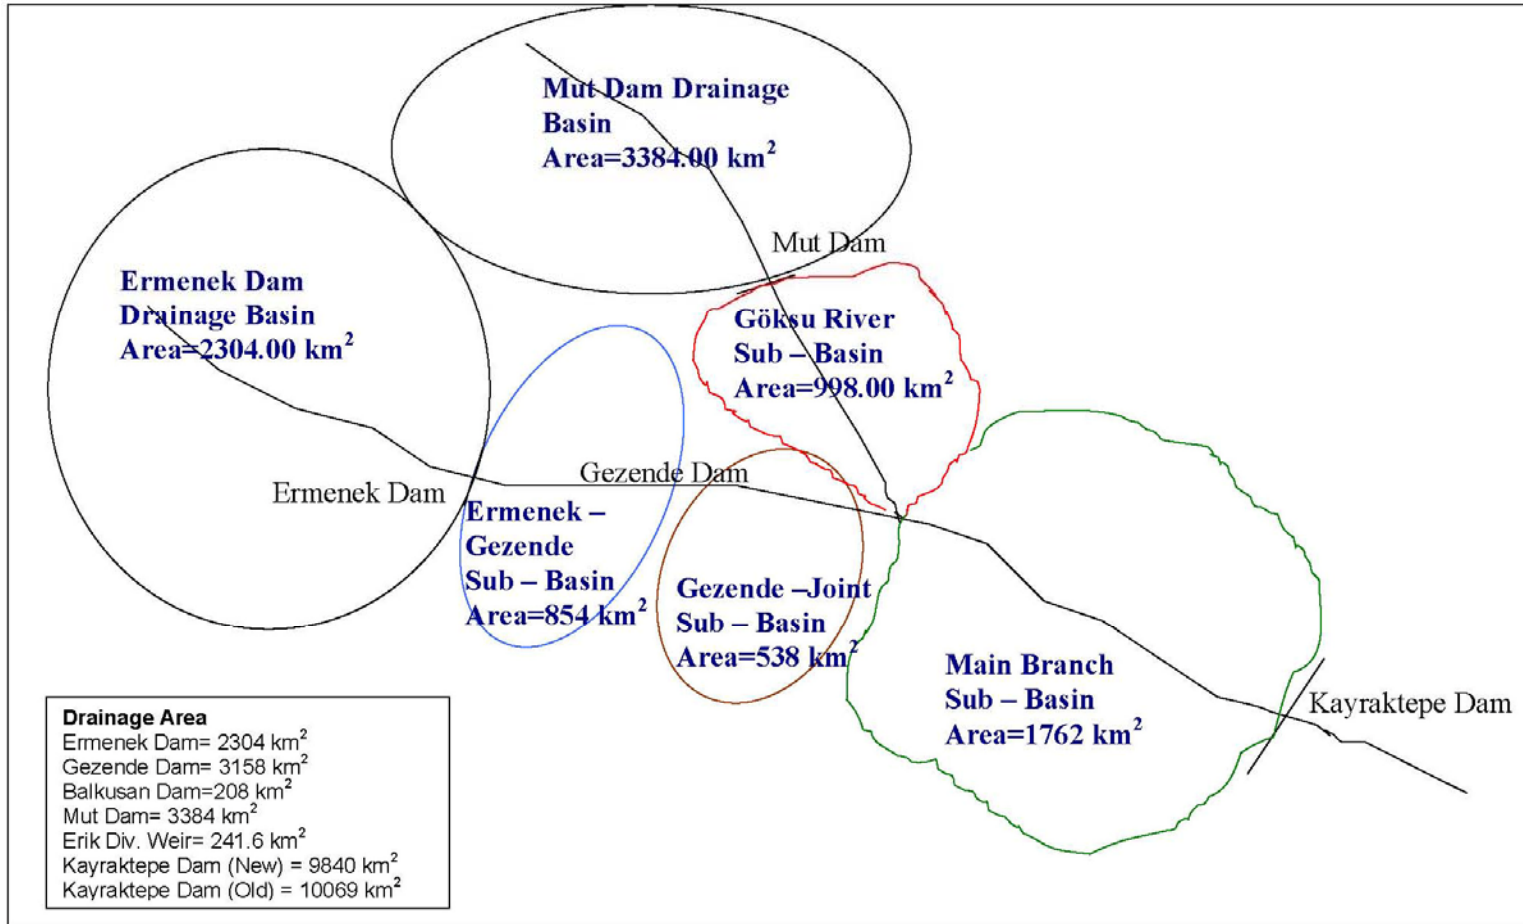 Mut Dam Drainage
Basin
Area=3384.00 km²
Mut Dam
Ermenek Dam
Drainage Basin
Area=2304.00 km²
Göksu River
Sub – Basin
Area=998.00 km²
Gezende Dam
Ermenek Dam
Ermenek –
Gezende
Sub – Basin
Area=854 km²
Gezende –Joint
Sub – Basin
Area=538 km²
Main Branch
Sub – Basin
Area=1762 km²
Kayraktepe Dam
Drainage Area
Ermenek Dam= 2304 km²
Gezende Dam= 3158 km²
Balkusan Dam=208 km²
Mut Dam= 3384 km²
Erik Div. Weir= 241.6 km²
Kayraktepe Dam (New) = 9840 km²
Kayraktepe Dam (Old) = 10069 km²